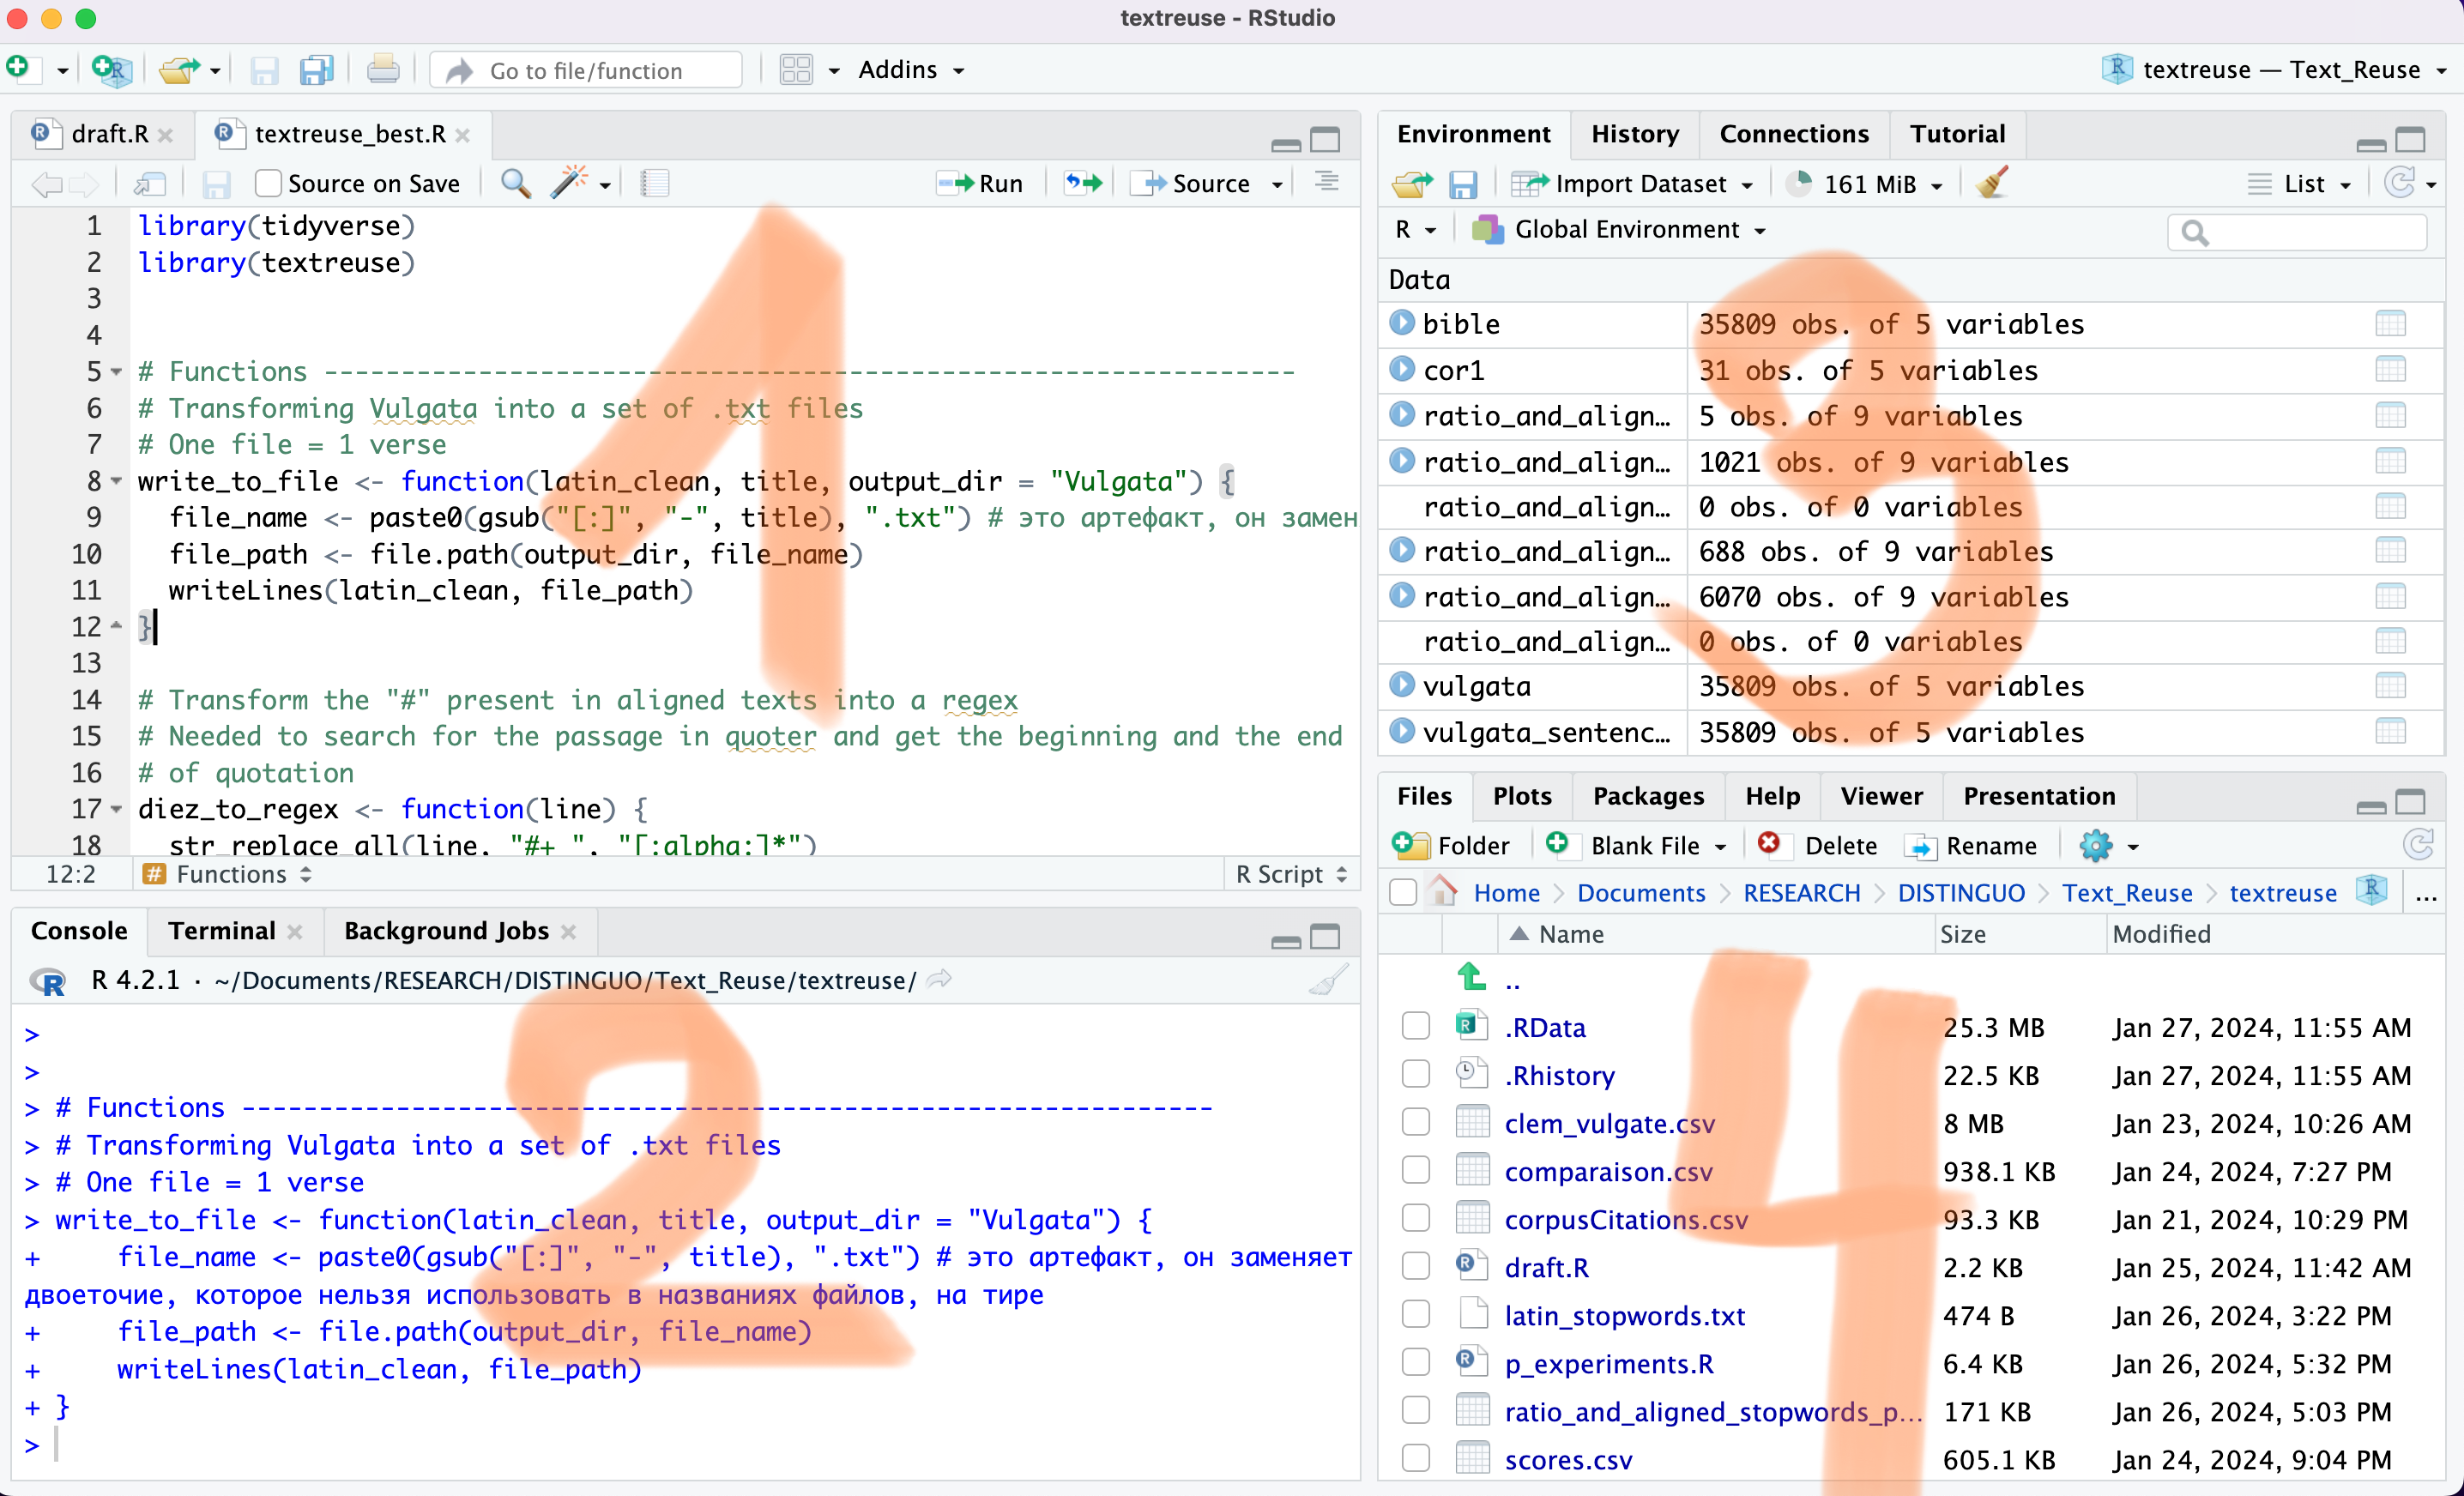 textreuse - RStudio
Go to file/function
Addins
textreuse — Text_Reuse
draft.R
textreuse_best.R
Source on Save
Run
Source
1 library(tidyverse)
2 library(textreuse)
3
4
5 # Functions ---------------------------------------------------------------
6 # Transforming Vulgata into a set of .txt files
7 # One file = 1 verse
8 write_to_file <- function(latin_clean, title, output_dir = "Vulgata") {
9   file_name <- paste0(gsub("[:]", "-", title), ".txt") # это артефакт, он замен
10   file_path <- file.path(output_dir, file_name)
11   writeLines(latin_clean, file_path)
12 }
13
14 # Transform the "#" present in aligned texts into a regex
15 # Needed to search for the passage in quoter and get the beginning and the end
16 # of quotation
17 diez_to_regex <- function(line) {
18   str_replace_all(line, "#+ ", "[:alpha:]*")
12:2 # Functions R Script
1
Console Terminal Background Jobs
R 4.2.1 · ~/Documents/RESEARCH/DISTINGUO/Text_Reuse/textreuse/
>
>
> # Functions ---------------------------------------------------------------
> # Transforming Vulgata into a set of .txt files
> # One file = 1 verse
> write_to_file <- function(latin_clean, title, output_dir = "Vulgata") {
+     file_name <- paste0(gsub("[:]", "-", title), ".txt") # это артефакт, он заменяет
двоеточие, которое нельзя использовать в названиях файлов, на тире
+     file_path <- file.path(output_dir, file_name)
+     writeLines(latin_clean, file_path)
+ }
>
2
Environment History Connections Tutorial
Import Dataset 161 MiB List
R Global Environment
Data
bible 35809 obs. of 5 variables
cor1 31 obs. of 5 variables
ratio_and_align… 5 obs. of 9 variables
ratio_and_align… 1021 obs. of 9 variables
ratio_and_align… 0 obs. of 0 variables
ratio_and_align… 688 obs. of 9 variables
ratio_and_align… 6070 obs. of 9 variables
ratio_and_align… 0 obs. of 0 variables
vulgata 35809 obs. of 5 variables
vulgata_sentenc… 35809 obs. of 5 variables
3
Files Plots Packages Help Viewer Presentation
Folder Blank File Delete Rename
Home > Documents > RESEARCH > DISTINGUO > Text_Reuse > textreuse ...
Name Size Modified
..
.RData 25.3 MB Jan 27, 2024, 11:55 AM
.Rhistory 22.5 KB Jan 27, 2024, 11:55 AM
clem_vulgate.csv 8 MB Jan 23, 2024, 10:26 AM
comparaison.csv 938.1 KB Jan 24, 2024, 7:27 PM
corpusCitations.csv 93.3 KB Jan 21, 2024, 10:29 PM
draft.R 2.2 KB Jan 25, 2024, 11:42 AM
latin_stopwords.txt 474 B Jan 26, 2024, 3:22 PM
p_experiments.R 6.4 KB Jan 26, 2024, 5:32 PM
ratio_and_aligned_stopwords_p… 171 KB Jan 26, 2024, 5:03 PM
scores.csv 605.1 KB Jan 24, 2024, 9:04 PM
4